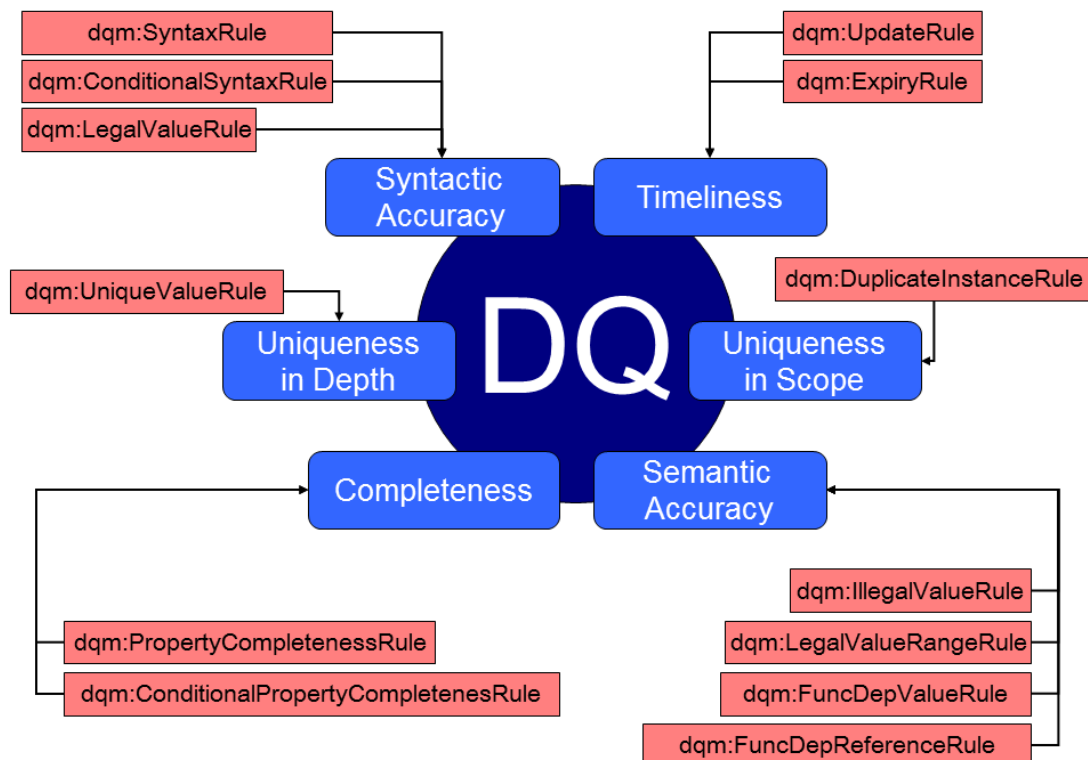 dqm:SyntaxRule
dqm:UpdateRule
dqm:ConditionalSyntaxRule
dqm:ExpiryRule
dqm:LegalValueRule
Syntactic
Accuracy
Timeliness
dqm:UniqueValueRule
dqm:DuplicateInstanceRule
Uniqueness
in Depth
DQ
Uniqueness
in Scope
Completeness
Semantic
Accuracy
dqm:IllegalValueRule
dqm:PropertyCompletenessRule
dqm:LegalValueRangeRule
dqm:ConditionalPropertyCompletenesRule
dqm:FuncDepValueRule
dqm:FuncDepReferenceRule